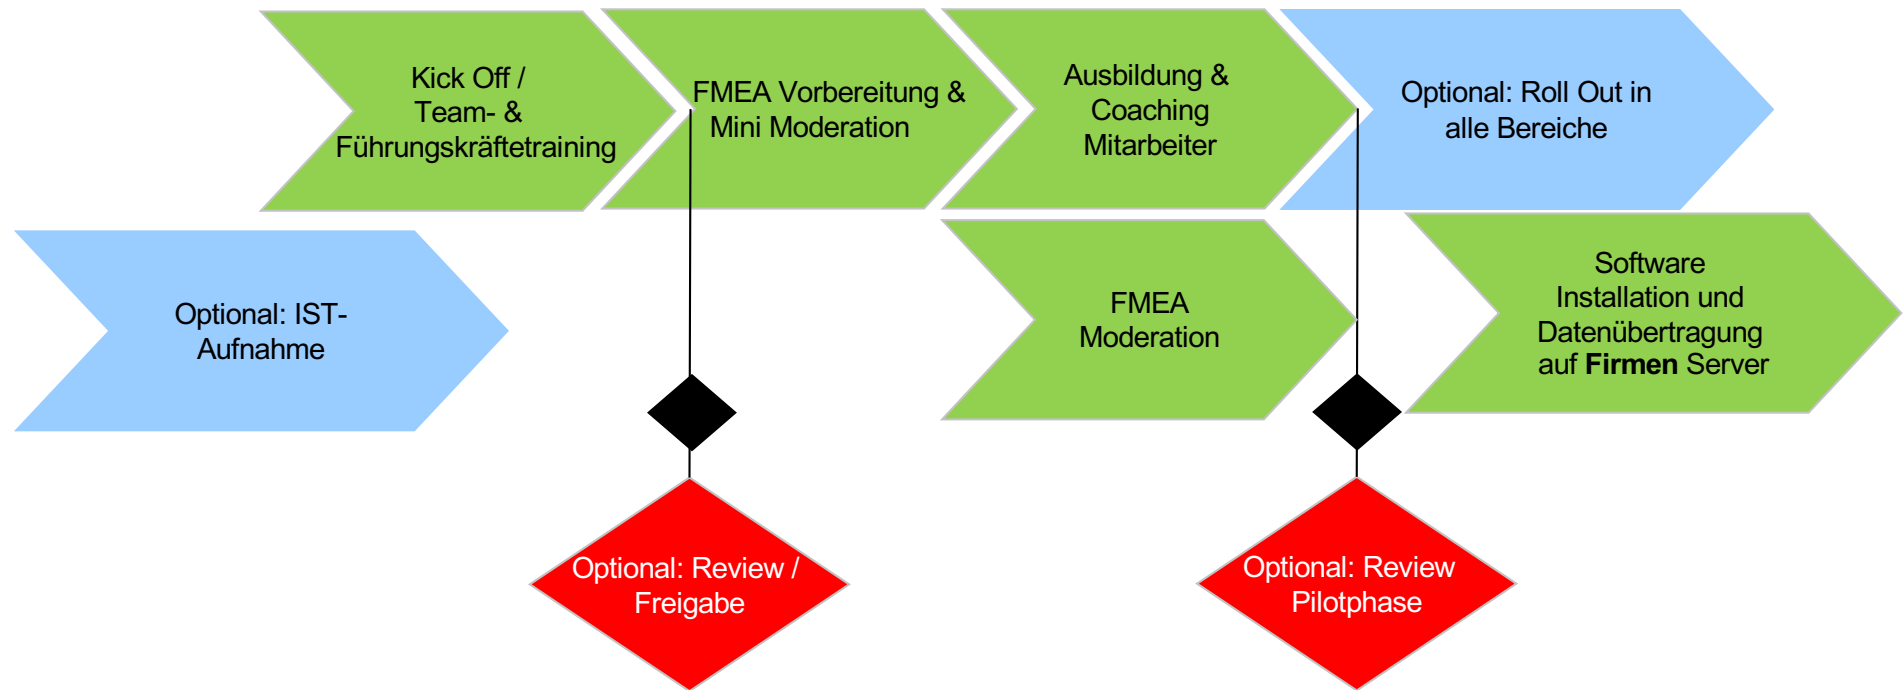 Kick Off /
Team- &
Führungskräftetraining
FMEA Vorbereitung &
Mini Moderation
Ausbildung &
Coaching
Mitarbeiter
Optional: Roll Out in
alle Bereiche
Optional: IST-
Aufnahme
FMEA
Moderation
Software
Installation und
Datenübertragung
auf Firmen Server
Optional: Review /
Freigabe
Optional: Review
Pilotphase